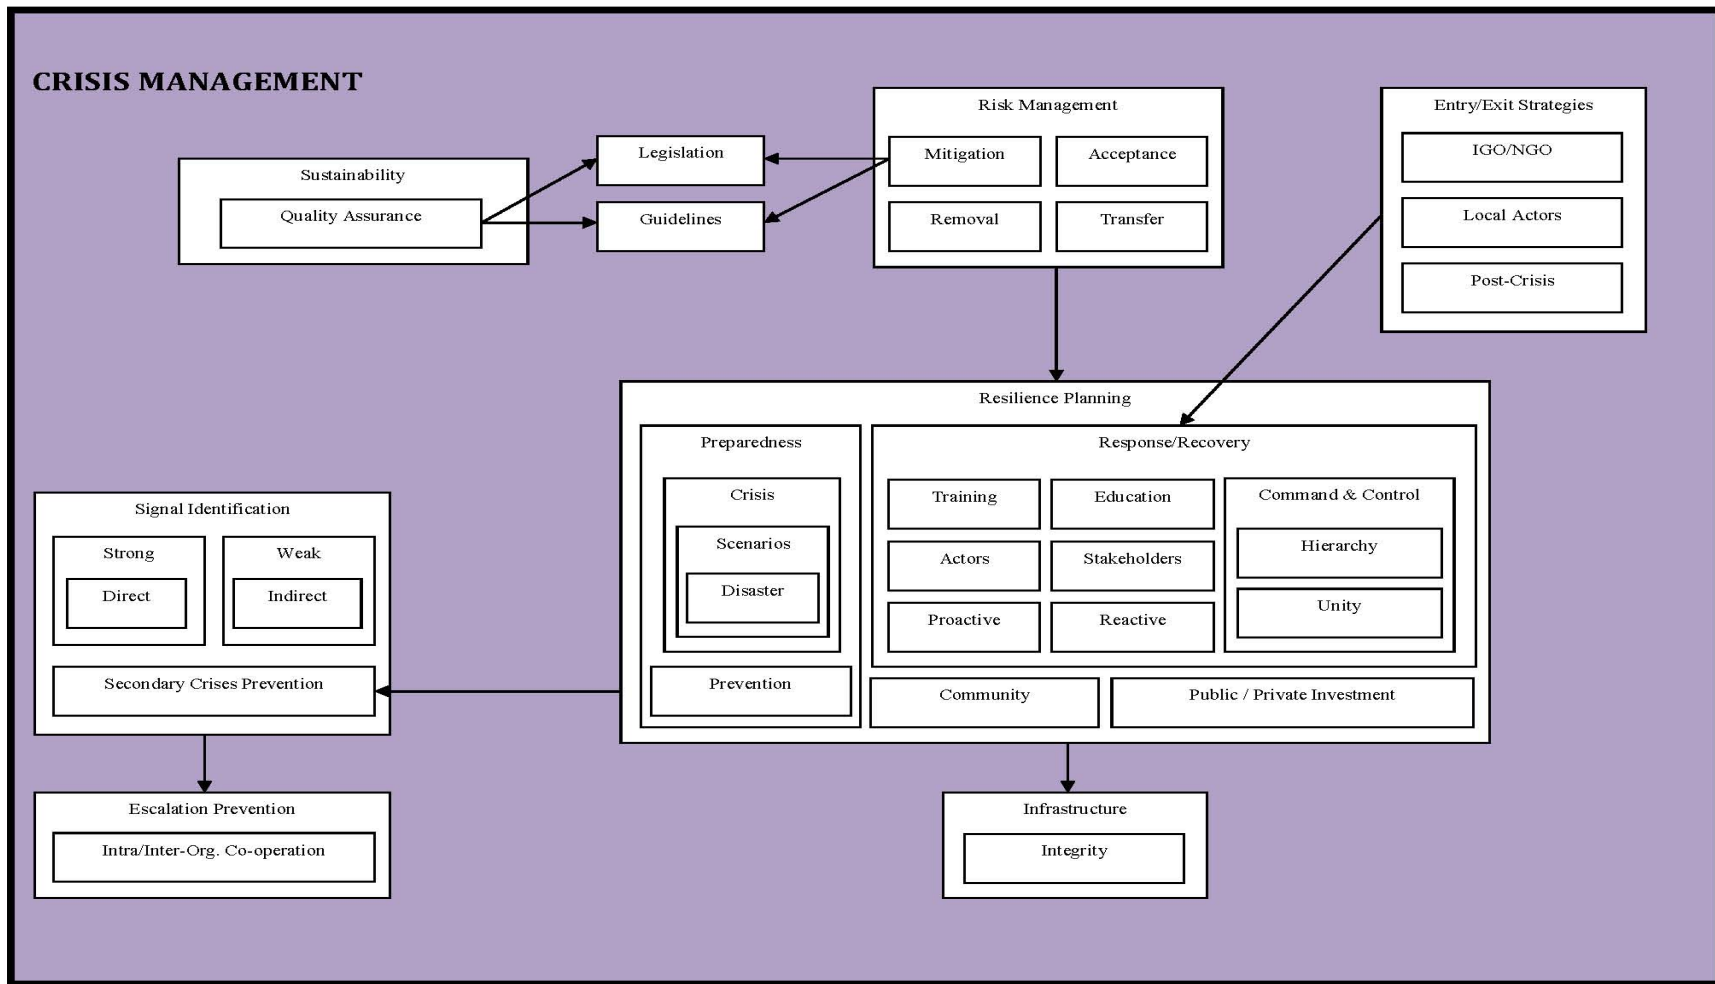 CRISIS MANAGEMENT
Risk Management
Mitigation
Acceptance
Removal
Transfer
Entry/Exit Strategies
IGO/NGO
Local Actors
Post-Crisis
Legislation
Guidelines
Sustainability
Quality Assurance
Resilience Planning
Preparedness
Crisis
Scenarios
Disaster
Prevention
Response/Recovery
Training
Education
Actors
Stakeholders
Proactive
Reactive
Command & Control
Hierarchy
Unity
Community
Public / Private Investment
Signal Identification
Strong
Direct
Weak
Indirect
Secondary Crises Prevention
Escalation Prevention
Intra/Inter-Org. Co-operation
Infrastructure
Integrity